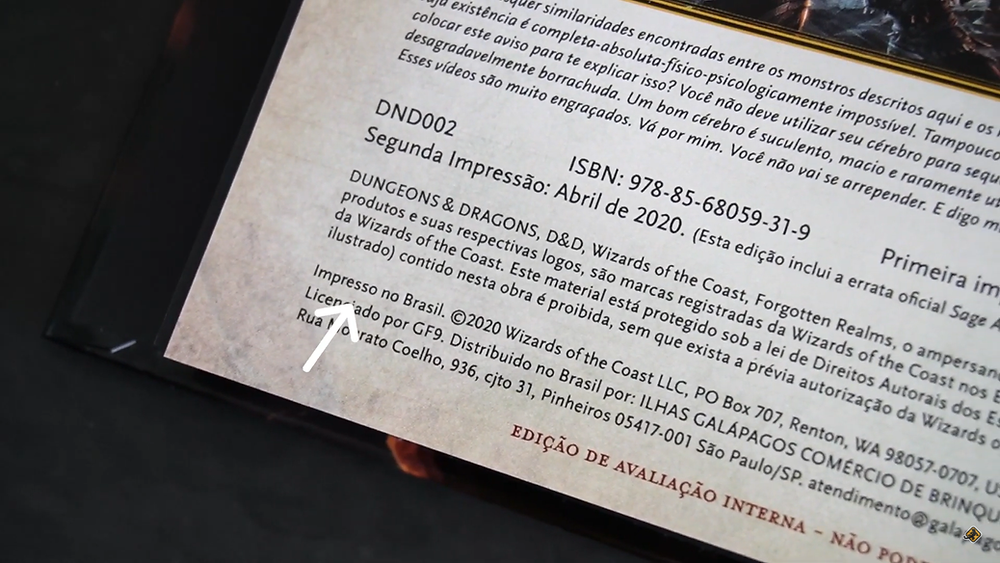 quer similaridades encontradas entre os monstros descritos aqui e os
existência é completa-absoluta-físico-psicologicamente impossível. Tampouco
colocar este aviso para te explicar isso? Você não deve utilizar seu cérebro para
desagradavelmente borrachuda. Um bom cérebro é suculento, macio e raramente
Esses vídeos são muito engraçados. Vá por mim. Você não vai se arrepender. E digo
DND002
ISBN: 978-85-68059-31-9
Primeira
Segunda Impressão: Abril de 2020. (Esta edição inclui a errata oficial Sage
DUNGEONS & DRAGONS, D&D, Wizards of the Coast, Forgotten Realms, o
produtos e suas respectivas logos, são marcas registradas da Wizards of the Coast nos
da Wizards of the Coast. Este material está protegido sob a lei de Direitos Autorais dos
ilustrado) contido nesta obra é proibida, sem que exista a prévia autorização da Wizards
Impresso no Brasil. ©2020 Wizards of the Coast LLC, PO Box 707, Renton, WA 98057-0707,
Licenciado por GF9. Distribuido no Brasil por: ILHAS GALÁPAGOS COMÉRCIO DE
Rua Coelho, 936, cjto 31, Pinheiros 05417-001 São Paulo/SP.
EDIÇÃO DE AVALIAÇÃO INTERNA - NÃO